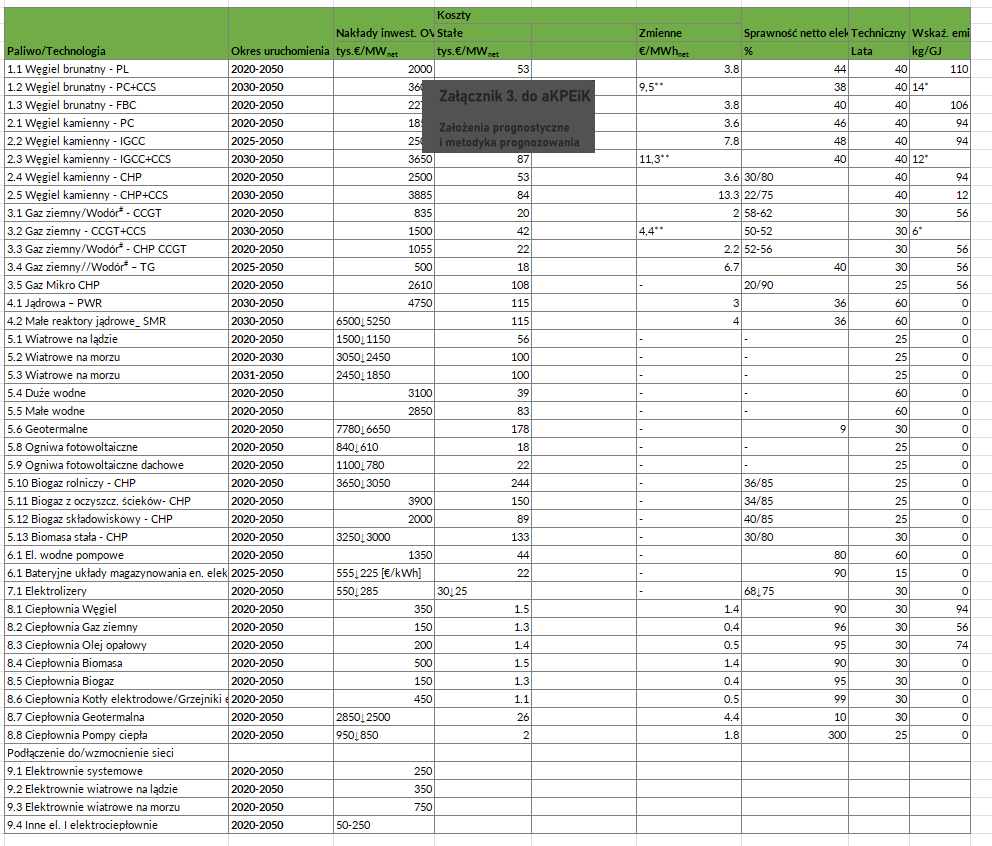 Koszty
Nakłady inwest. OV Stałe Zmienne Sprawność netto elek Techniczny Wskaż. emi
Paliwo/Technologia Okres uruchomienia tys.€/MWnet tys.€/MWnet €/MWhnet % Lata kg/GJ
1.1 Węgiel brunatny - PL 2020-2050 2000 53 3.8 44 40 110
1.2 Węgiel brunatny - PC+CCS 2030-2050 9,5** 38 40 14*
1.3 Węgiel brunatny - FBC 2020-2050 3.8 40 40 106
2.1 Węgiel kamienny - PC 2020-2050 3.6 46 40 94
2.2 Węgiel kamienny - IGCC 2025-2050 7.8 48 40 94
Załącznik 3. do aKPEiK
Założenia prognostyczne
i metodyka prognozowania
2.3 Węgiel kamienny - IGCC+CCS 2030-2050 3650 87 11,3** 40 40 12*
2.4 Węgiel kamienny - CHP 2020-2050 2500 53 3.6 30/80 40 94
2.5 Węgiel kamienny - CHP+CCS 2030-2050 3885 84 13.3 22/75 40 12
3.1 Gaz ziemny/Wodór# - CCGT 2020-2050 835 20 2 58-62 30 56
3.2 Gaz ziemny - CCGT+CCS 2030-2050 1500 42 4,4** 50-52 30 6*
3.3 Gaz ziemny/Wodór# - CHP CCGT 2020-2050 1055 22 2.2 52-56 30 56
3.4 Gaz ziemny//Wodór# – TG 2025-2050 500 18 6.7 40 30 56
3.5 Gaz Mikro CHP 2020-2050 2610 108 - 20/90 25 56
4.1 Jądrowa – PWR 2030-2050 4750 115 3 36 60 0
4.2 Małe reaktory jądrowe_ SMR 2030-2050 6500↓5250 115 4 36 60 0
5.1 Wiatrowe na lądzie 2020-2050 1500↓1150 56 - - 25 0
5.2 Wiatrowe na morzu 2020-2030 3050↓2450 100 - - 25 0
5.3 Wiatrowe na morzu 2031-2050 2450↓1850 100 - - 25 0
5.4 Duże wodne 2020-2050 3100 39 - - 60 0
5.5 Małe wodne 2020-2050 2850 83 - - 60 0
5.6 Geotermalne 2020-2050 7780↓6650 178 - 9 30 0
5.8 Ogniwa fotowoltaiczne 2020-2050 840↓610 18 - - 25 0
5.9 Ogniwa fotowoltaiczne dachowe 2020-2050 1100↓780 22 - - 25 0
5.10 Biogaz rolniczy - CHP 2020-2050 3650↓3050 244 - 36/85 25 0
5.11 Biogaz z oczyszcz. ścieków- CHP 2020-2050 3900 150 - 34/85 25 0
5.12 Biogaz składowiskowy - CHP 2020-2050 2000 89 - 40/85 25 0
5.13 Biomasa stała - CHP 2020-2050 3250↓3000 133 - 30/80 30 0
6.1 El. wodne pompowe 2020-2050 1350 44 - 80 60 0
6.1 Bateryjne układy magazynowania en. elek 2025-2050 555↓225 [€/kWh] 22 - 90 15 0
7.1 Elektrolizery 2020-2050 550↓285 30↓25 - 68↓75 30 0
8.1 Ciepłownia Węgiel 2020-2050 350 1.5 1.4 90 30 94
8.2 Ciepłownia Gaz ziemny 2020-2050 150 1.3 0.4 96 30 56
8.3 Ciepłownia Olej opałowy 2020-2050 200 1.4 0.5 95 30 74
8.4 Ciepłownia Biomasa 2020-2050 500 1.5 1.4 90 30 0
8.5 Ciepłownia Biogaz 2020-2050 150 1.3 0.4 95 30 0
8.6 Ciepłownia Kotły elektrodowe/Grzejniki e 2020-2050 450 1.1 0.5 99 30 0
8.7 Ciepłownia Geotermalna 2020-2050 2850↓2500 26 4.4 10 30 0
8.8 Ciepłownia Pompy ciepła 2020-2050 950↓850 2 1.8 300 25 0
Podłączenie do/wzmocnienie sieci
9.1 Elektrownie systemowe 2020-2050 250
9.2 Elektrownie wiatrowe na lądzie 2020-2050 350
9.3 Elektrownie wiatrowe na morzu 2020-2050 750
9.4 Inne el. I elektrociepłownie 2020-2050 50-250